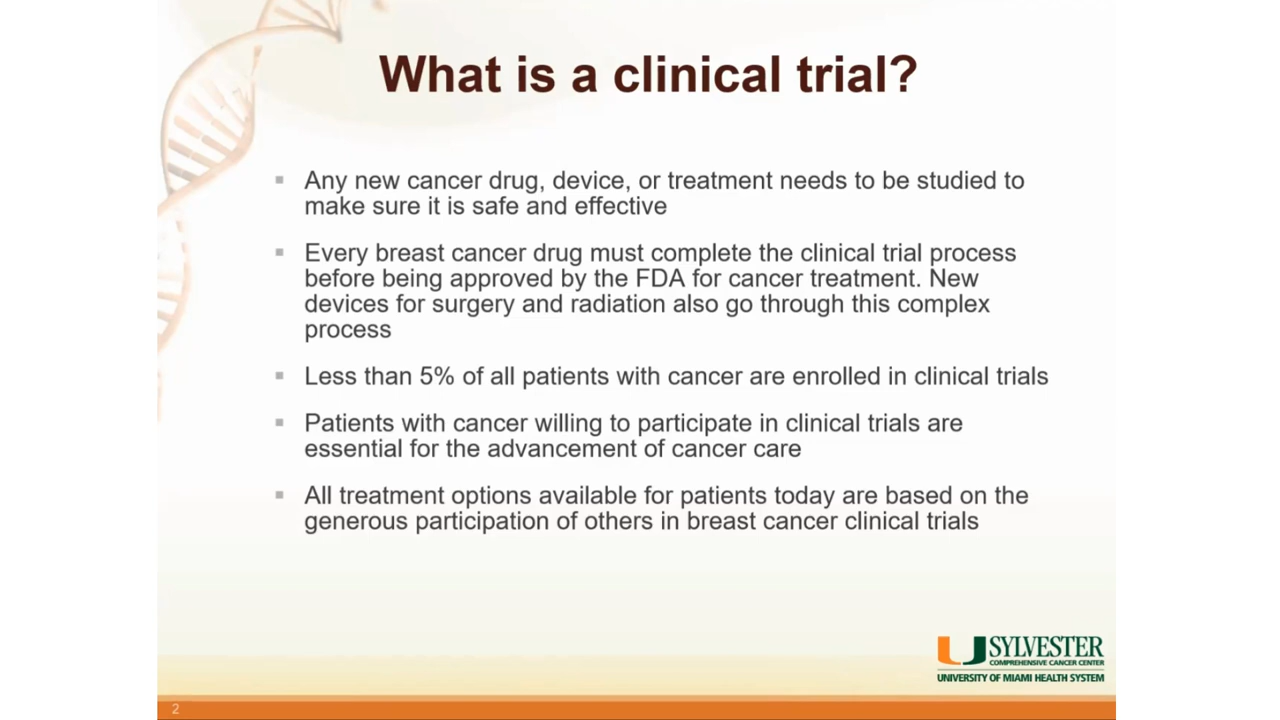 What is a clinical trial?
Any new cancer drug, device, or treatment needs to be studied to
make sure it is safe and effective
Every breast cancer drug must complete the clinical trial process
before being approved by the FDA for cancer treatment. New
devices for surgery and radiation also go through this complex
process
Less than 5% of all patients with cancer are enrolled in clinical trials
Patients with cancer willing to participate in clinical trials are
essential for the advancement of cancer care
All treatment options available for patients today are based on the
generous participation of others in breast cancer clinical trials
SYLVESTER
COMPREHENSIVE CANCER CENTER
UNIVERSITY OF MIAMI HEALTH SYSTEM
2